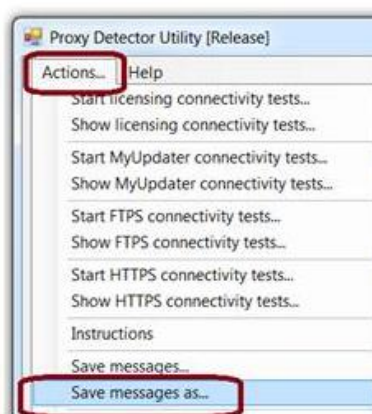 Proxy Detector Utility [Release]
Actions... Help
Start licensing connectivity tests...
Show licensing connectivity tests...
Start MyUpdater connectivity tests...
Show MyUpdater connectivity tests...
Start FTPS connectivity tests...
Show FTPS connectivity tests...
Start HTTPS connectivity tests...
Show HTTPS connectivity tests...
Instructions
Save messages...
Save messages as...